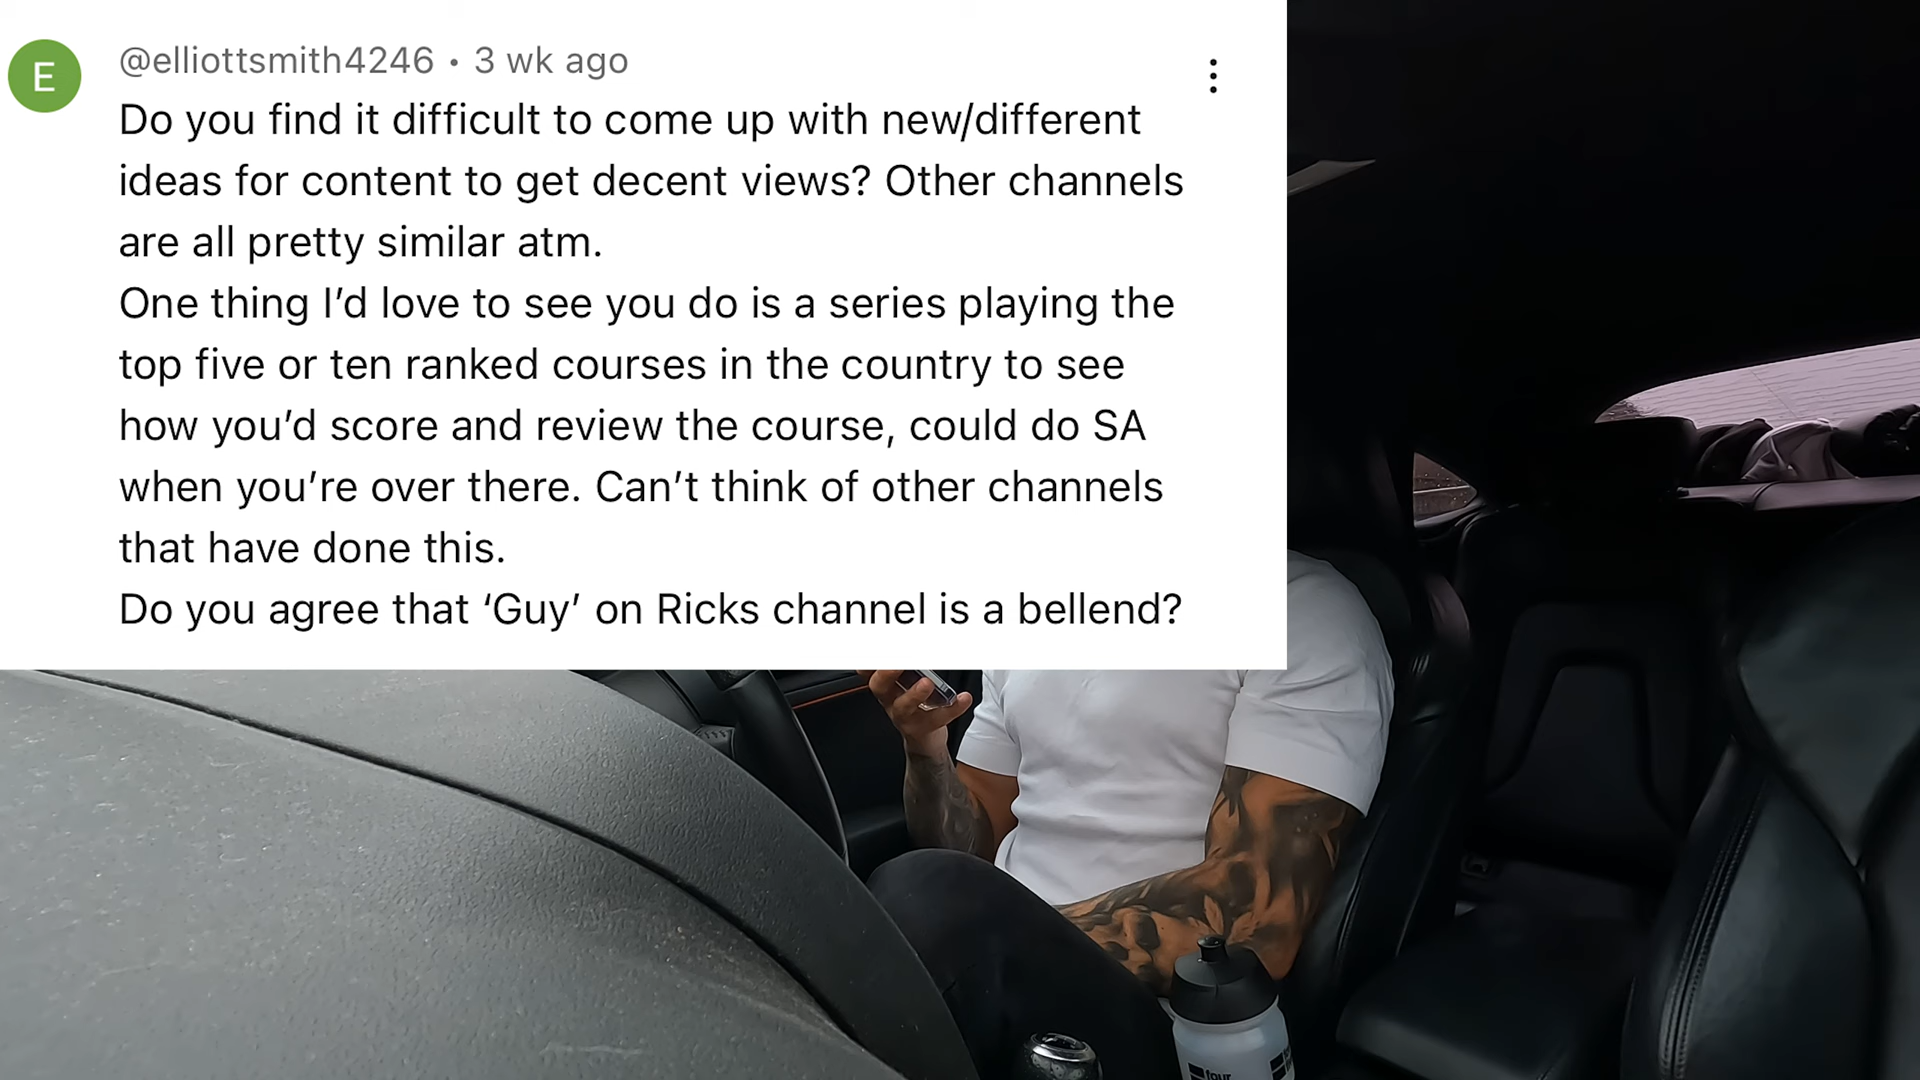 E
@elliottsmith4246 • 3 wk ago
Do you find it difficult to come up with new/different
ideas for content to get decent views? Other channels
are all pretty similar atm.
One thing I’d love to see you do is a series playing the
top five or ten ranked courses in the country to see
how you’d score and review the course, could do SA
when you’re over there. Can’t think of other channels
that have done this.
Do you agree that ‘Guy’ on Ricks channel is a bellend?
tour